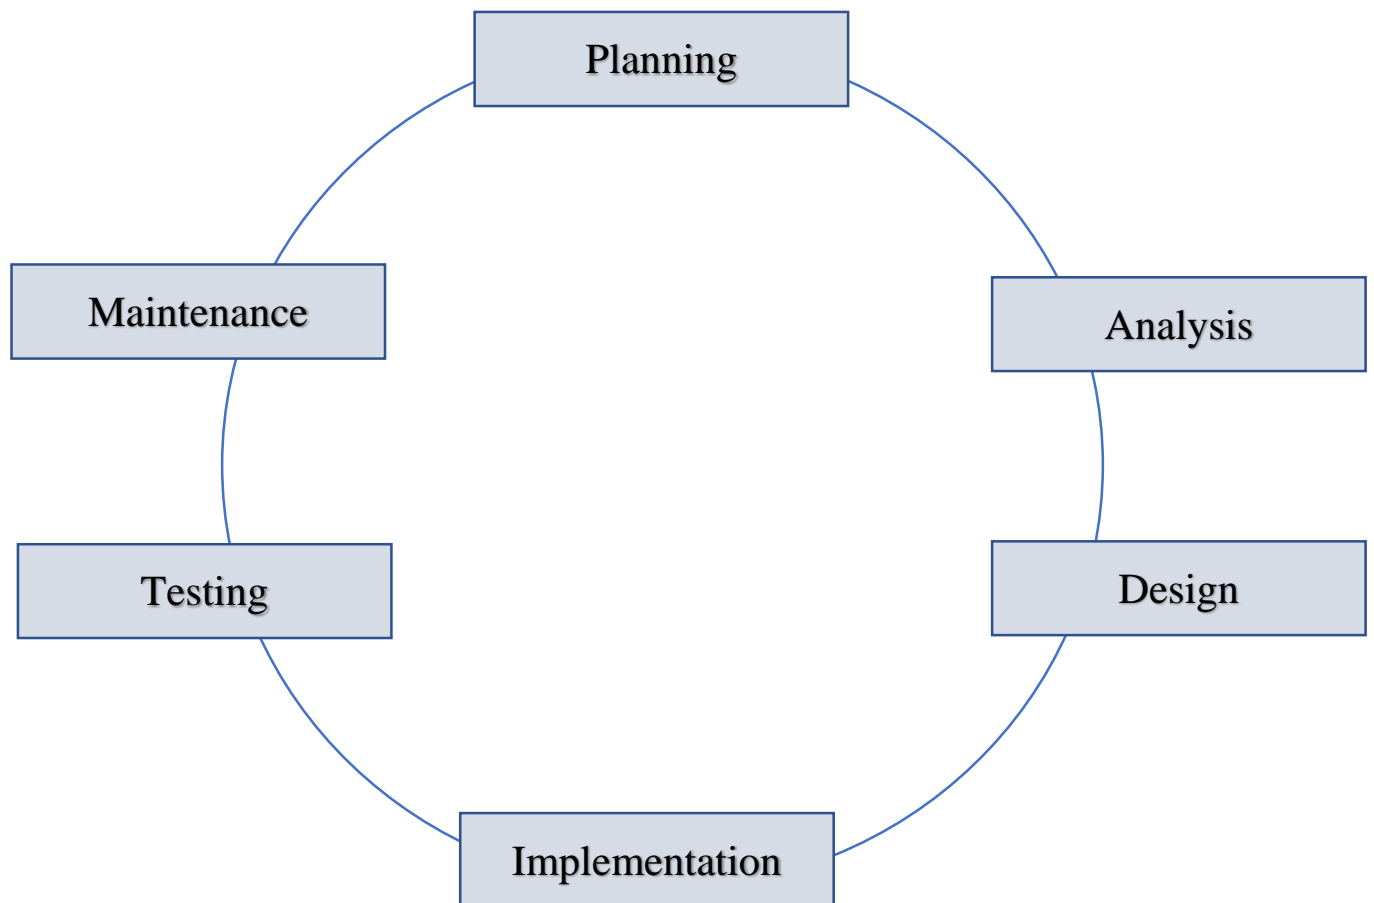 Planning
Maintenance
Analysis
Testing
Design
Implementation